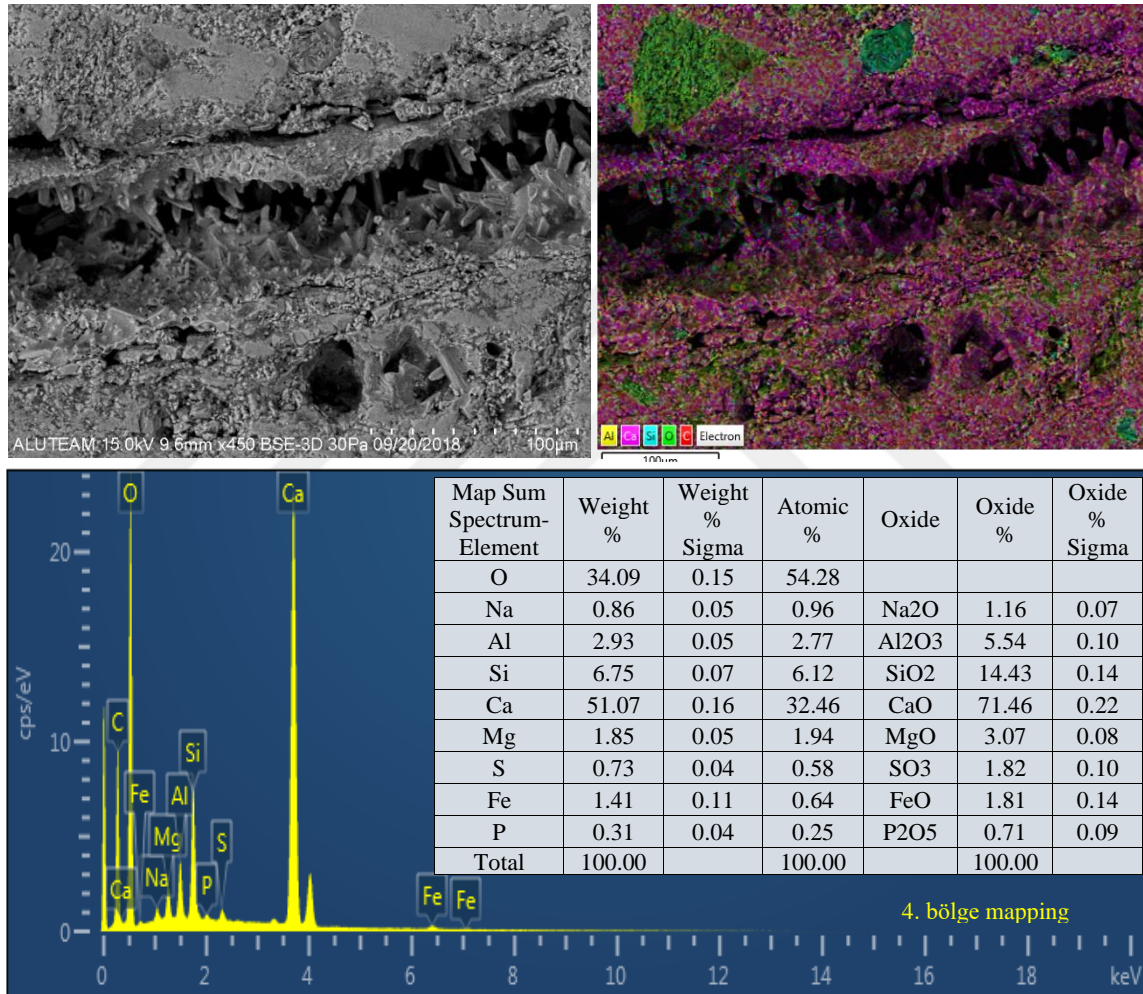 ALUTEAM 15.0kV 9.6mm x450 BSE-3D 30Pa 09/20/2018 100µm
Al Ca Si O C Electron
100µm
cps/eV
20
10
0
O
Ca
C
Fe
Si
Al
Mg
S
Ca
Na
P
Fe
Fe
Map Sum Spectrum-Element Weight % Weight % Sigma Atomic % Oxide Oxide % Oxide % Sigma
O 34.09 0.15 54.28
Na 0.86 0.05 0.96 Na2O 1.16 0.07
Al 2.93 0.05 2.77 Al2O3 5.54 0.10
Si 6.75 0.07 6.12 SiO2 14.43 0.14
Ca 51.07 0.16 32.46 CaO 71.46 0.22
Mg 1.85 0.05 1.94 MgO 3.07 0.08
S 0.73 0.04 0.58 SO3 1.82 0.10
Fe 1.41 0.11 0.64 FeO 1.81 0.14
P 0.31 0.04 0.25 P2O5 0.71 0.09
Total 100.00 100.00 100.00
4. bölge mapping
0 2 4 6 8 10 12 14 16 18 keV